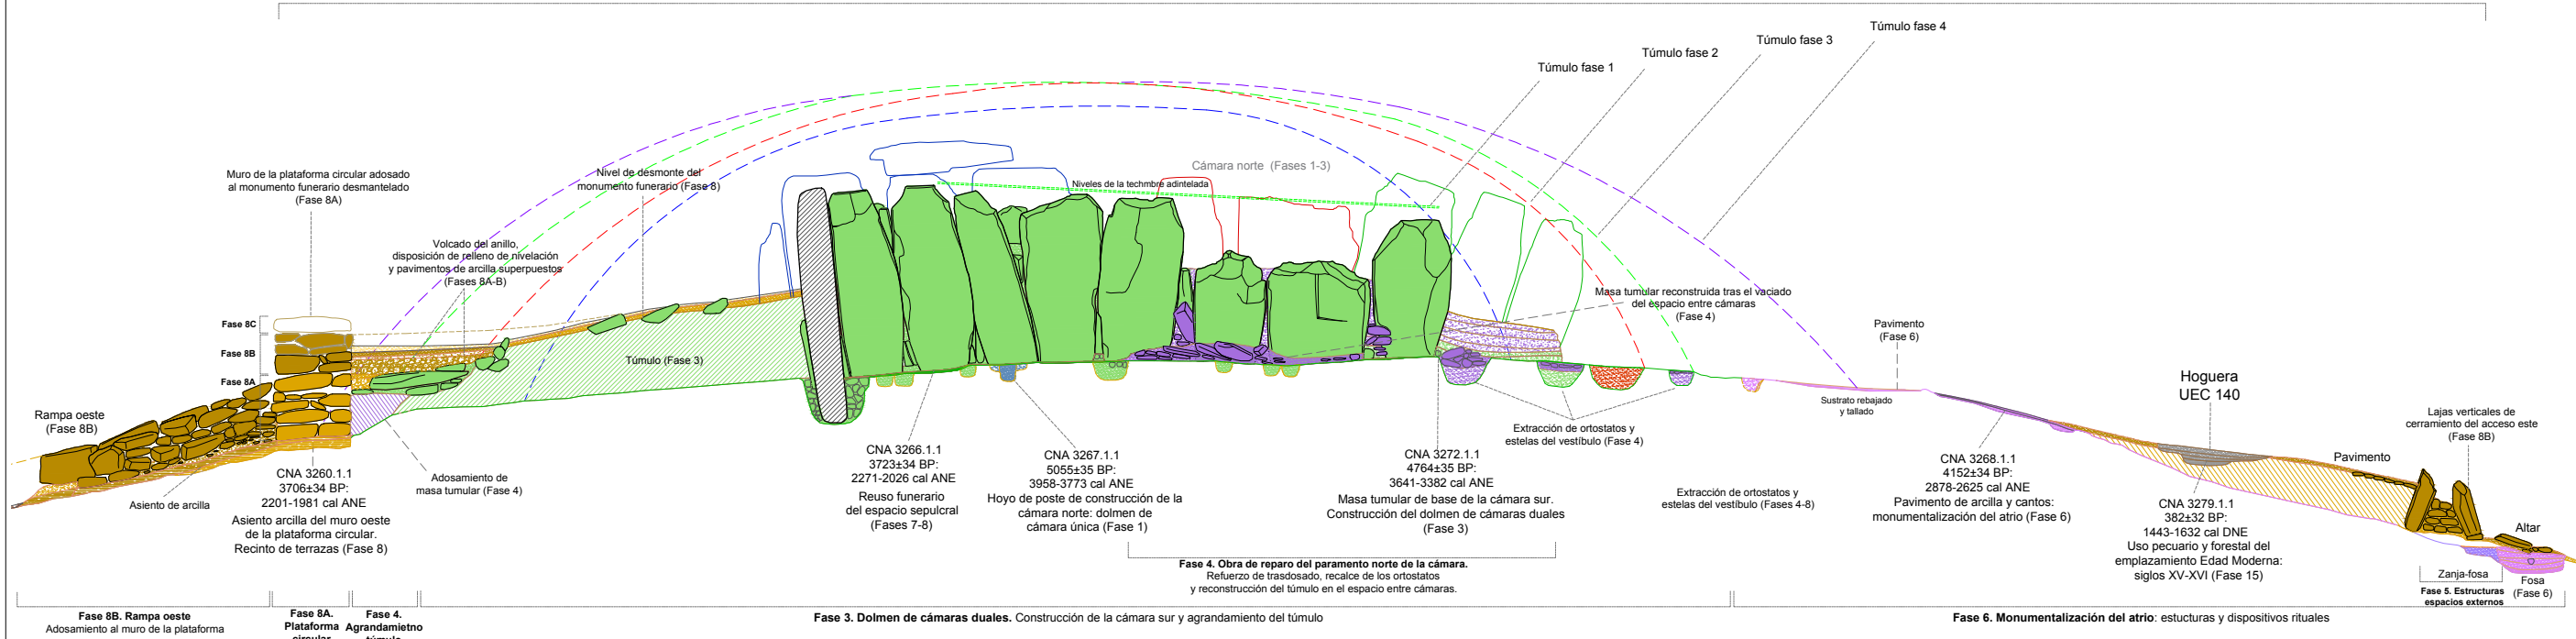 Túmulo fase 4
Túmulo fase 3
Túmulo fase 2
Túmulo fase 1
Cámara norte (Fases 1-3)
Niveles de la techmbre adintelada
Muro de la plataforma circular adosado
al monumento funerario desmantelado
(Fase 8A)
Nivel de desmonte del
monumento funerario (Fase 8)
Volcado del anillo,
disposición de relleno de nivelación
y pavimentos de arcilla superpuestos
(Fases 8A-B)
Masa tumular reconstruida tras el vaciado
del espacio entre cámaras
(Fase 4)
Fase 8C
Fase 8B
Fase 8A
Túmulo (Fase 3)
Pavimento
(Fase 6)
Sustrato rebajado
y tallado
Hoguera
UEC 140
Rampa oeste
(Fase 8B)
Lajas verticales de
cerramiento del acceso este
(Fase 8B)
Extracción de ortostatos y
estelas del vestíbulo (Fase 4)
Pavimento
Asiento de arcilla
CNA 3260.1.1
3706±34 BP:
2201-1981 cal ANE
Asiento arcilla del muro oeste
de la plataforma circular.
Recinto de terrazas (Fase 8)
Adosamiento de
masa tumular (Fase 4)
CNA 3266.1.1
3723±34 BP:
2271-2026 cal ANE
Reuso funerario
del espacio sepulcral
(Fases 7-8)
CNA 3267.1.1
5055±35 BP:
3958-3773 cal ANE
Hoyo de poste de construcción de la
cámara norte: dolmen de
cámara única (Fase 1)
CNA 3272.1.1
4764±35 BP:
3641-3382 cal ANE
Masa tumular de base de la cámara sur.
Construcción del dolmen de cámaras duales
(Fase 3)
Extracción de ortostatos y
estelas del vestíbulo (Fases 4-8)
CNA 3268.1.1
4152±34 BP:
2878-2625 cal ANE
Pavimento de arcilla y cantos:
monumentalización del atrio (Fase 6)
CNA 3279.1.1
382±32 BP:
1443-1632 cal DNE
Uso pecuario y forestal del
emplazamiento Edad Moderna:
siglos XV-XVI (Fase 15)
Altar
Zanja-fosa
Fosa
(Fase 6)
Fase 5. Estructuras
espacios externos
Fase 4. Obra de reparo del paramento norte de la cámara.
Refuerzo de trasdosado, recalce de los ortostatos
y reconstrucción del túmulo en el espacio entre cámaras.
Fase 8B. Rampa oeste
Adosamiento al muro de la plataforma
Fase 8A.
Plataforma
circular
Fase 4.
Agrandamietno
túmulo
Fase 3. Dolmen de cámaras duales. Construcción de la cámara sur y agrandamiento del túmulo
Fase 6. Monumentalización del atrio: estucturas y dispositivos rituales